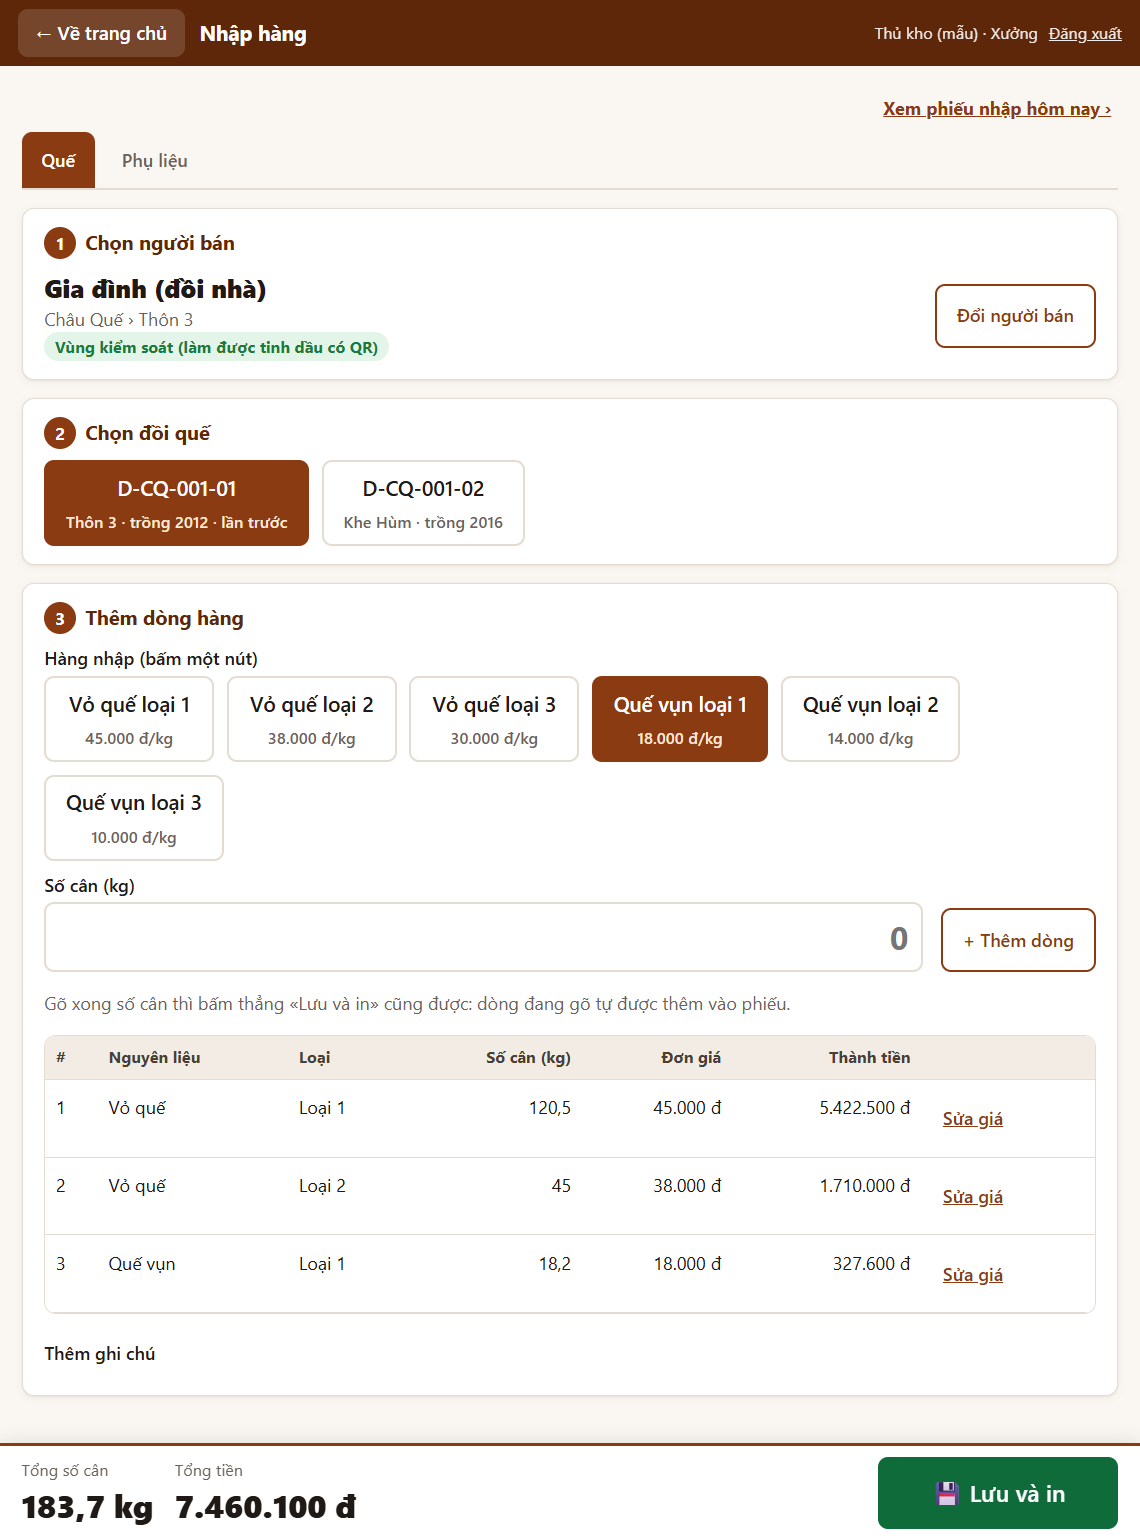 ← Về trang chủ
Nhập hàng
Thủ kho (mẫu) · Xưởng Đăng xuất
Xem phiếu nhập hôm nay ›
Quế
Phụ liệu
1 Chọn người bán
Gia đình (đồi nhà)
Châu Quế › Thôn 3
Vùng kiểm soát (làm được tinh dầu có QR)
Đổi người bán
2 Chọn đồi quế
D-CQ-001-01
Thôn 3 · trồng 2012 · lần trước
D-CQ-001-02
Khe Hùm · trồng 2016
3 Thêm dòng hàng
Hàng nhập (bấm một nút)
Vỏ quế loại 1
45.000 đ/kg
Vỏ quế loại 2
38.000 đ/kg
Vỏ quế loại 3
30.000 đ/kg
Quế vụn loại 1
18.000 đ/kg
Quế vụn loại 2
14.000 đ/kg
Quế vụn loại 3
10.000 đ/kg
Số cân (kg)
0
+ Thêm dòng
Gõ xong số cân thì bấm thẳng «Lưu và in» cũng được: dòng đang gõ tự được thêm vào phiếu.
# Nguyên liệu Loại Số cân (kg) Đơn giá Thành tiền
1 Vỏ quế Loại 1 120,5 45.000 đ 5.422.500 đ Sửa giá
2 Vỏ quế Loại 2 45 38.000 đ 1.710.000 đ Sửa giá
3 Quế vụn Loại 1 18,2 18.000 đ 327.600 đ Sửa giá
Thêm ghi chú
Tổng số cân
183,7 kg
Tổng tiền
7.460.100 đ
Lưu và in